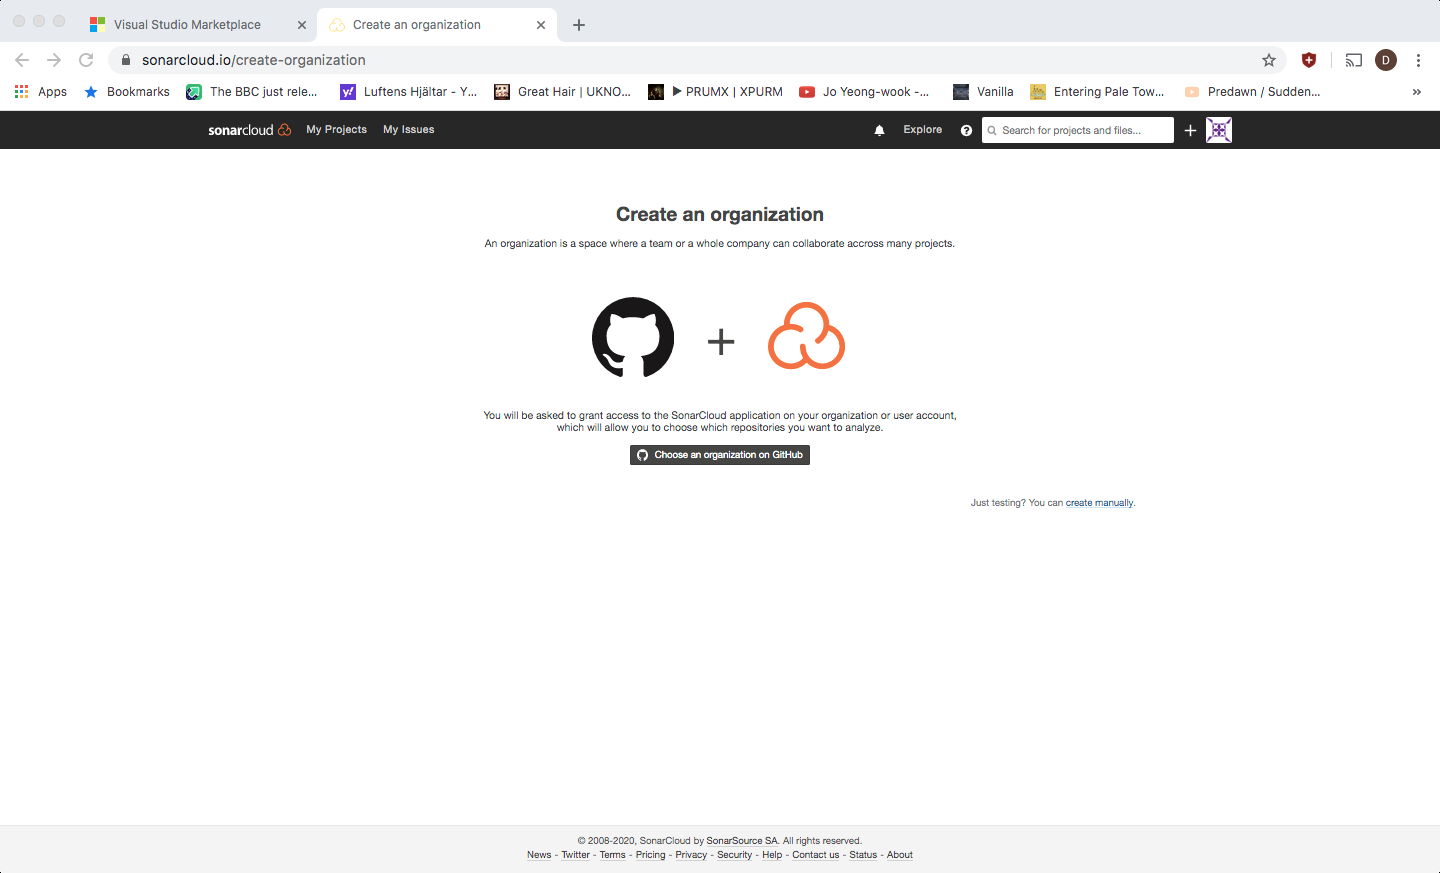 Visual Studio Marketplace
Create an organization
sonarcloud.io/create-organization
D
Apps
Bookmarks
The BBC just rele...
Luftens Hjältar - Y...
Great Hair | UKNO...
▶ PRUMX | XPURM
Jo Yeong-wook -...
Vanilla
Entering Pale Tow...
Predawn / Sudden...
»
sonarcloud
My Projects
My Issues
Explore
Search for projects and files...
Create an organization
An organization is a space where a team or a whole company can collaborate accross many projects.
You will be asked to grant access to the SonarCloud application on your organization or user account,
which will allow you to choose which repositories you want to analyze.
Choose an organization on GitHub
Just testing? You can create manually.
© 2008-2020, SonarCloud by SonarSource SA. All rights reserved.
News - Twitter - Terms - Pricing - Privacy - Security - Help - Contact us - Status - About